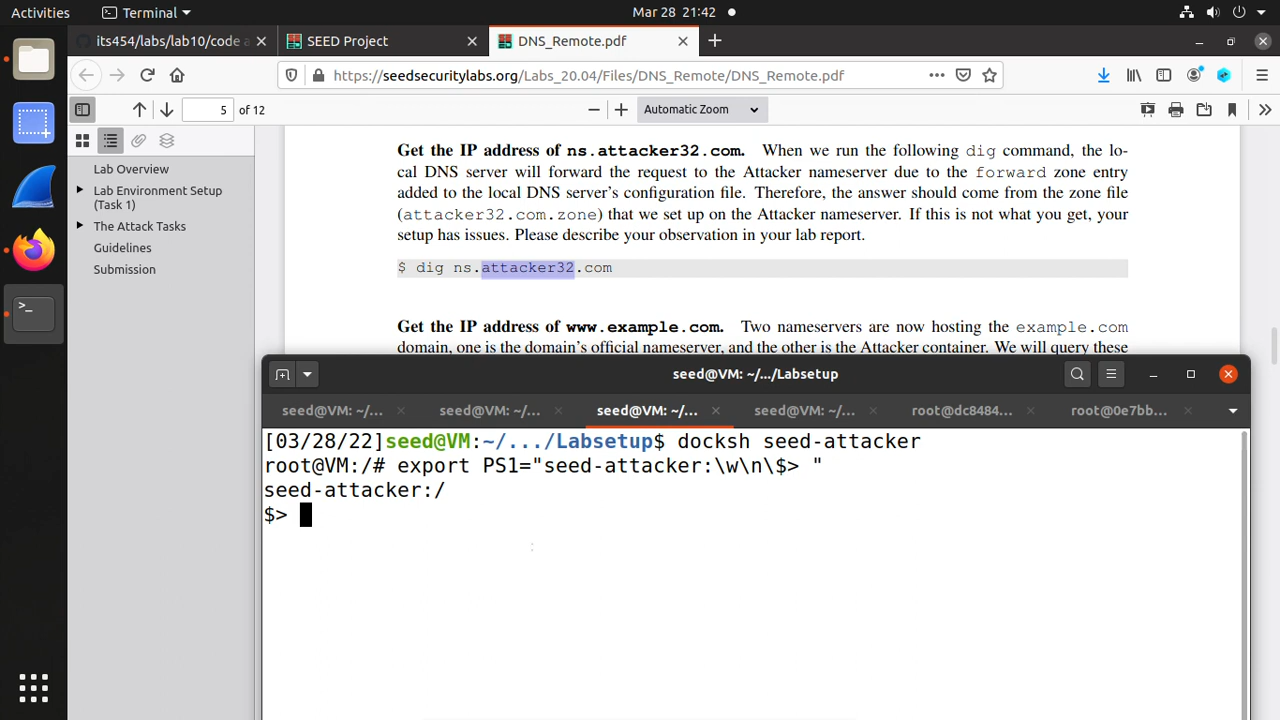 Activities
Terminal
Mar 28 21:42
its454/labs/lab10/code
SEED Project
DNS_Remote.pdf
https://seedsecuritylabs.org/Labs_20.04/Files/DNS_Remote/DNS_Remote.pdf
5 of 12
Automatic Zoom
Lab Overview
Lab Environment Setup
(Task 1)
The Attack Tasks
Guidelines
Submission
Get the IP address of ns.attacker32.com. When we run the following dig command, the lo-
cal DNS server will forward the request to the Attacker nameserver due to the forward zone entry
added to the local DNS server's configuration file. Therefore, the answer should come from the zone file
(attacker32.com.zone) that we set up on the Attacker nameserver. If this is not what you get, your
setup has issues. Please describe your observation in your lab report.
$ dig ns.attacker32.com
Get the IP address of www.example.com. Two nameservers are now hosting the example.com
domain, one is the domain's official nameserver, and the other is the Attacker container. We will query these
seed@VM: ~/.../Labsetup
seed@VM: ~/...
seed@VM: ~/...
seed@VM: ~/...
seed@VM: ~/...
root@dc8484...
root@0e7bb...
[03/28/22]seed@VM:~/.../Labsetup$ docksh seed-attacker
root@VM:/# export PS1="seed-attacker:\w\n\$> "
seed-attacker:/
$>